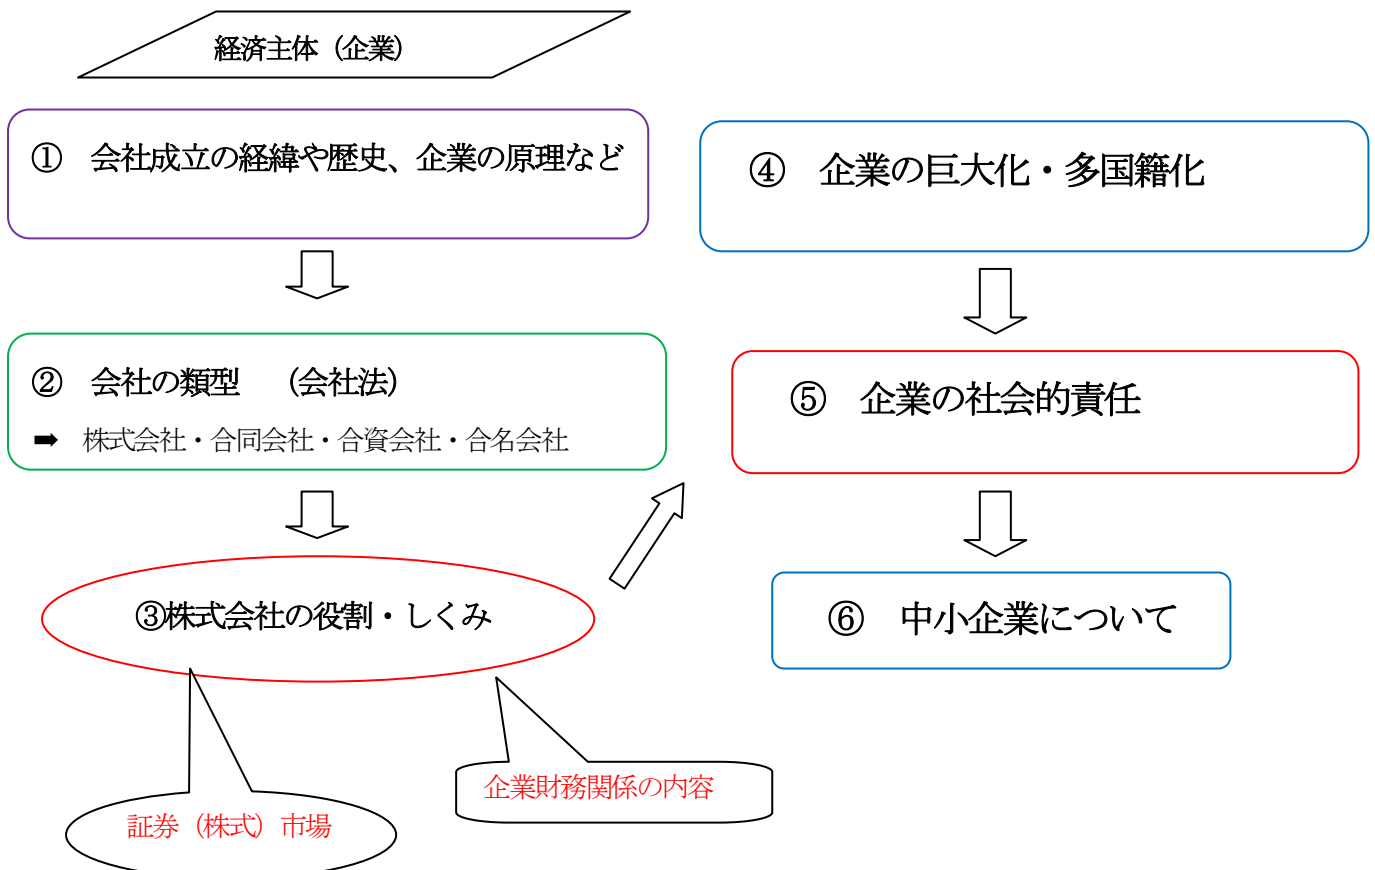 経済主体（企業）
①　会社成立の経緯や歴史、企業の原理など
②　会社の類型　（会社法）
➡　株式会社・合同会社・合資会社・合名会社
③株式会社の役割・しくみ
証券（株式）市場
企業財務関係の内容
④　企業の巨大化・多国籍化
⑤　企業の社会的責任
⑥　中小企業について